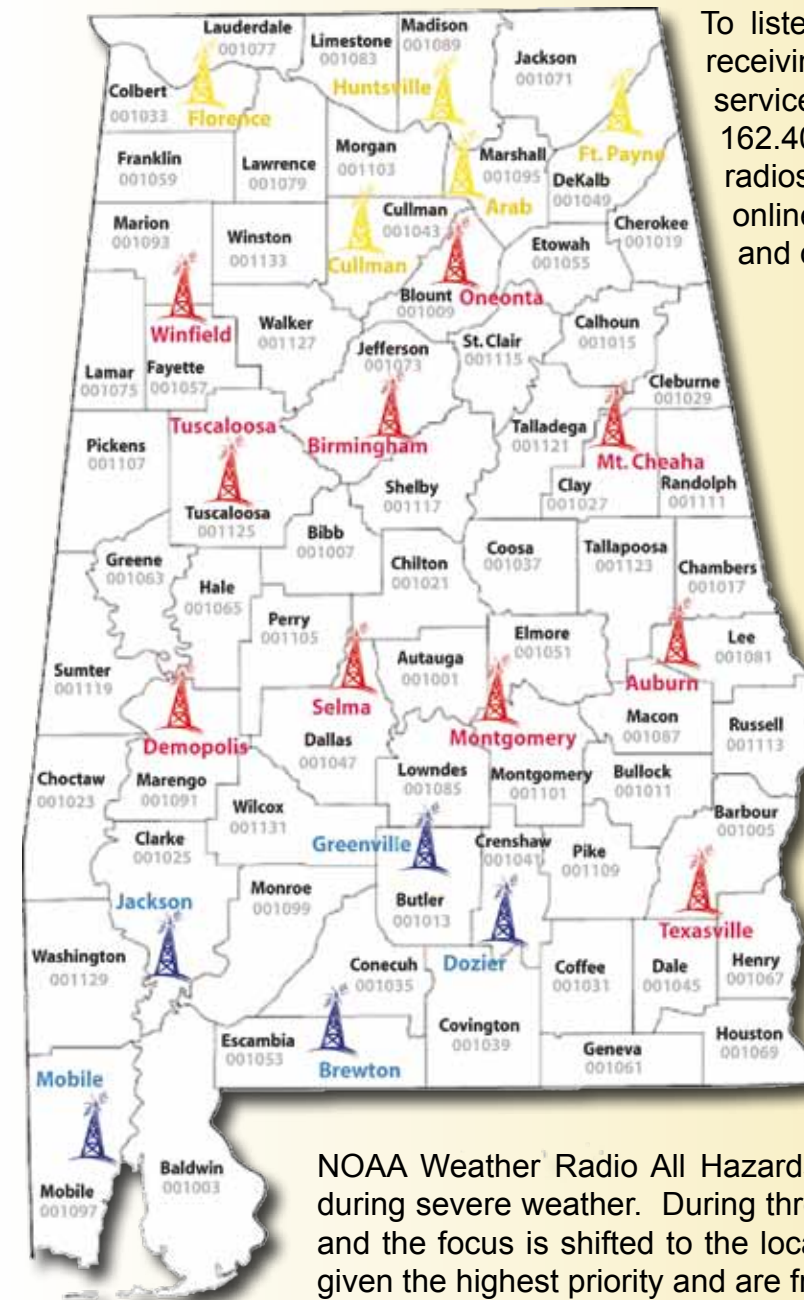 To liste
receivin
service
162.40
radios
online
and
Lauderdale
001077
Limestone
001083
Madison
001089
Jackson
001071
Colbert
001033
Florence
Huntsville
Franklin
001059
Lawrence
001079
Morgan
001103
Marshall
001095
Ft. Payne
DeKalb
001049
Arab
Marion
001093
Winston
001133
Cullman
001043
Cullman
Etowah
001055
Cherokee
001019
Blount
001009
Oneonta
Winfield
Walker
001127
Jefferson
001073
St. Clair
001115
Calhoun
001015
Lamar
001075
Fayette
001057
Cleburne
001029
Tuscaloosa
Birmingham
Talladega
001121
Mt. Cheaha
Pickens
001107
Tuscaloosa
001125
Shelby
001117
Clay
001027
Randolph
001111
Bibb
001007
Greene
001063
Hale
001065
Chilton
001021
Coosa
001037
Tallapoosa
001123
Chambers
001017
Perry
001105
Elmore
001051
Lee
001081
Sumter
001119
Autauga
001001
Auburn
Selma
Demopolis
Dallas
001047
Montgomery
Macon
001087
Russell
001113
Choctaw
001023
Marengo
001091
Lowndes
001085
Montgomery
001101
Bullock
001011
Wilcox
001131
Barbour
001005
Clarke
001025
Greenville
Crenshaw
001041
Pike
001109
Monroe
001099
Butler
001013
Jackson
Texasville
Washington
001129
Conecuh
001035
Dozier
Coffee
001031
Dale
001045
Henry
001067
Covington
001039
Escambia
001053
Brewton
Geneva
001061
Houston
001069
Mobile
Mobile
001097
Baldwin
001003
NOAA Weather Radio All Hazard
during severe weather. During thr
and the focus is shifted to the loca
given the highest priority and are fr